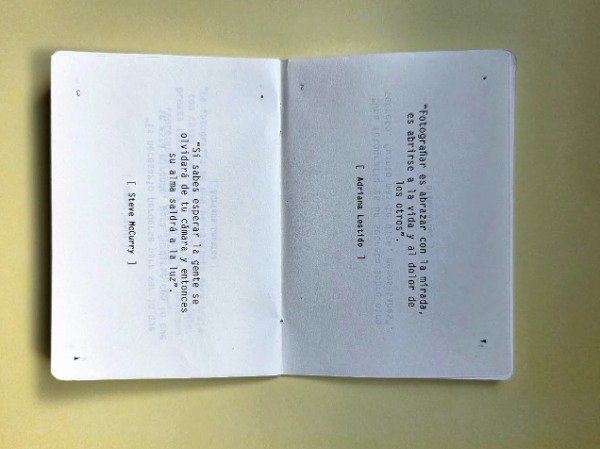 "Fotografiar es abrazar con la mirada,
es abrirse a la vida y al dolor de
los otros".
[ Adriana Lestido ]
"Si sabes esperar la gente se
olvidará de tu cámara y entonces
su alma saldrá a la luz".
[ Steve McCurry ]